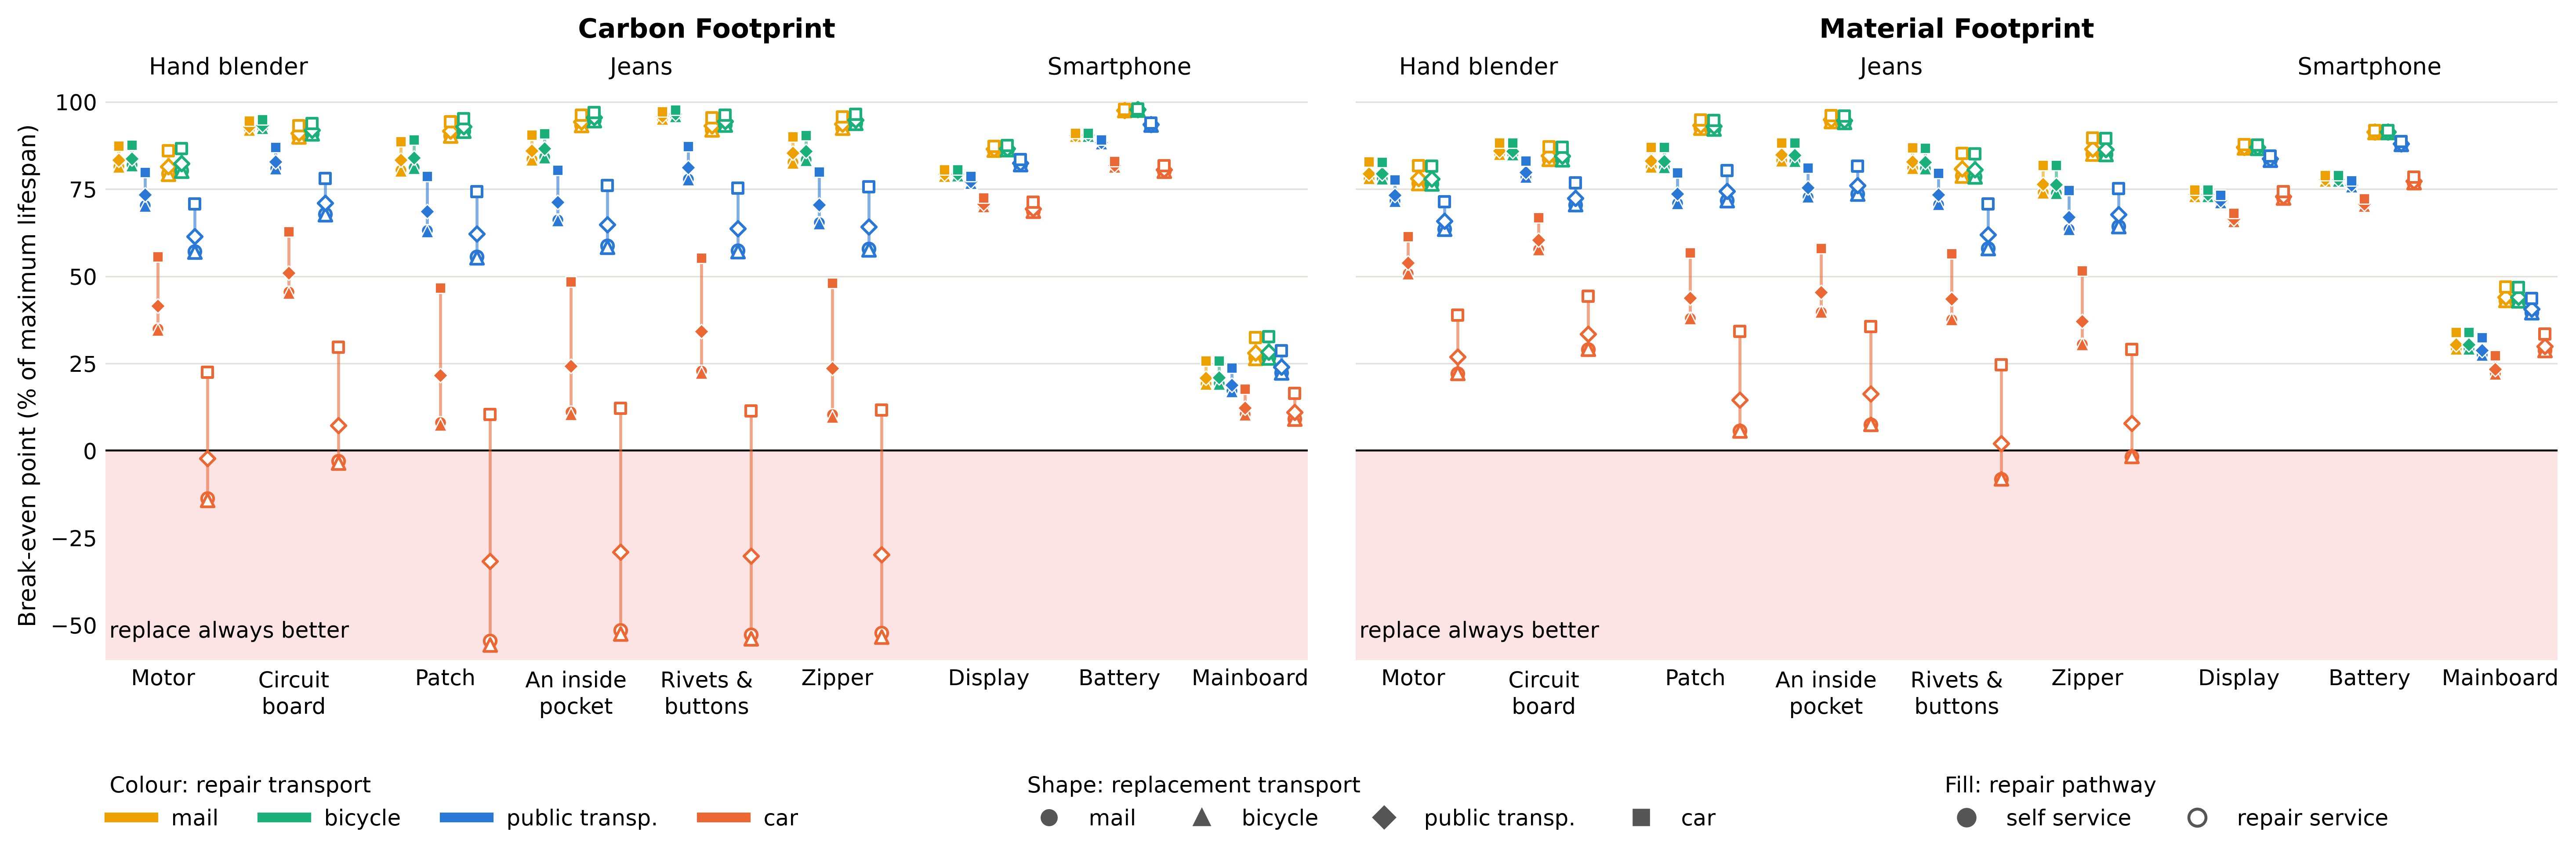 Carbon Footprint
Material Footprint
Hand blender
Jeans
Smartphone
Hand blender
Jeans
Smartphone
Break-even point (% of maximum lifespan)
100
75
50
25
0
−25
−50
replace always better
replace always better
Motor
Circuit
board
Patch
An inside
pocket
Rivets &
buttons
Zipper
Display
Battery
Mainboard
Motor
Circuit
board
Patch
An inside
pocket
Rivets &
buttons
Zipper
Display
Battery
Mainboard
Colour: repair transport
mail
bicycle
public transp.
car
Shape: replacement transport
mail
bicycle
public transp.
car
Fill: repair pathway
self service
repair service